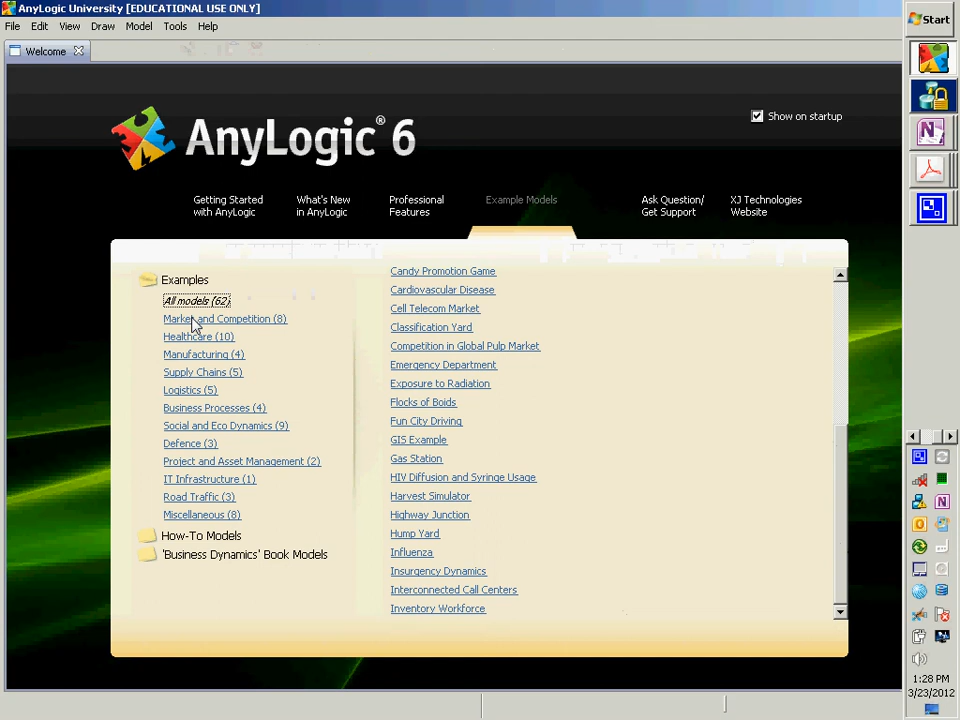 AnyLogic University [EDUCATIONAL USE ONLY]
File Edit View Draw Model Tools Help
Welcome
Start
AnyLogic® 6
Show on startup
Getting Started
with AnyLogic
What's New
in AnyLogic
Professional
Features
Example Models
Ask Question/
Get Support
XJ Technologies
Website
Examples
All models (62)
Market and Competition (8)
Healthcare (10)
Manufacturing (4)
Supply Chains (5)
Logistics (5)
Business Processes (4)
Social and Eco Dynamics (9)
Defence (3)
Project and Asset Management (2)
IT Infrastructure (1)
Road Traffic (3)
Miscellaneous (8)
How-To Models
'Business Dynamics' Book Models
Candy Promotion Game
Cardiovascular Disease
Cell Telecom Market
Classification Yard
Competition in Global Pulp Market
Emergency Department
Exposure to Radiation
Flocks of Boids
Fun City Driving
GIS Example
Gas Station
HIV Diffusion and Syringe Usage
Harvest Simulator
Highway Junction
Hump Yard
Influenza
Insurgency Dynamics
Interconnected Call Centers
Inventory Workforce
1:28 PM
3/23/2012